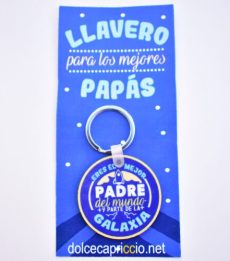 LLAVERO
para los mejores
PAPÁS
ERES EL MEJOR
PADRE
del mundo
Y PARTE DE LA
GALAXIA
dolcecapriccio.net